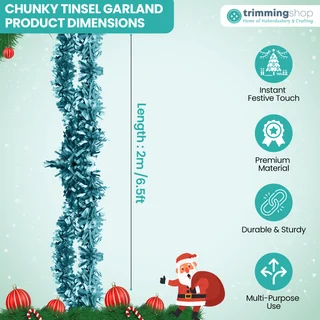 CHUNKY TINSEL GARLAND
PRODUCT DIMENSIONS
trimmingshop
Home of Haberdashery & Crafting
Length : 2m /6.5ft
Instant
Festive Touch
Premium
Material
Durable & Sturdy
Multi-Purpose
Use